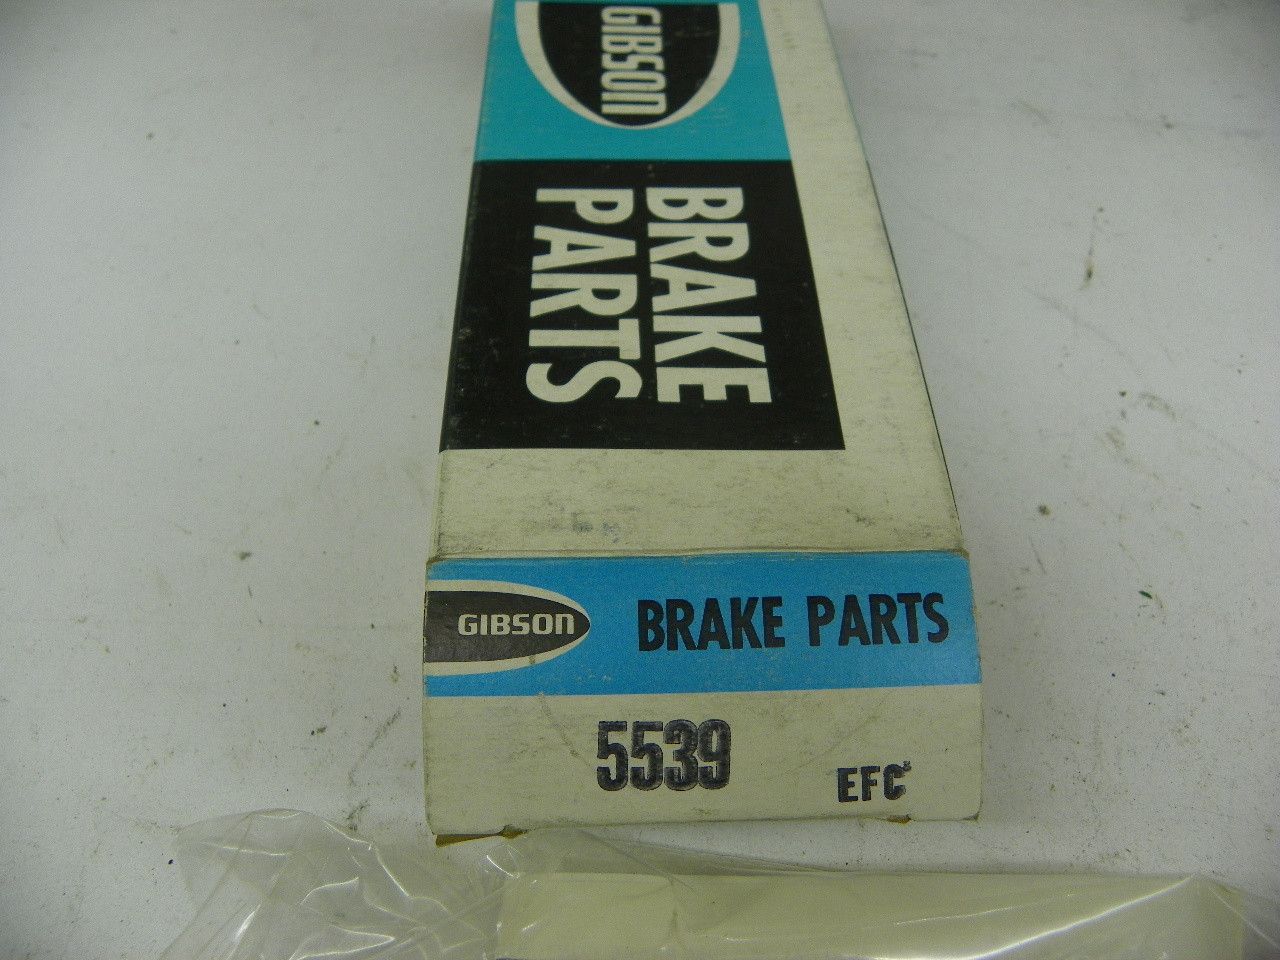 GIBSON
BRAKE
PARTS
GIBSON BRAKE PARTS
5539
EFC